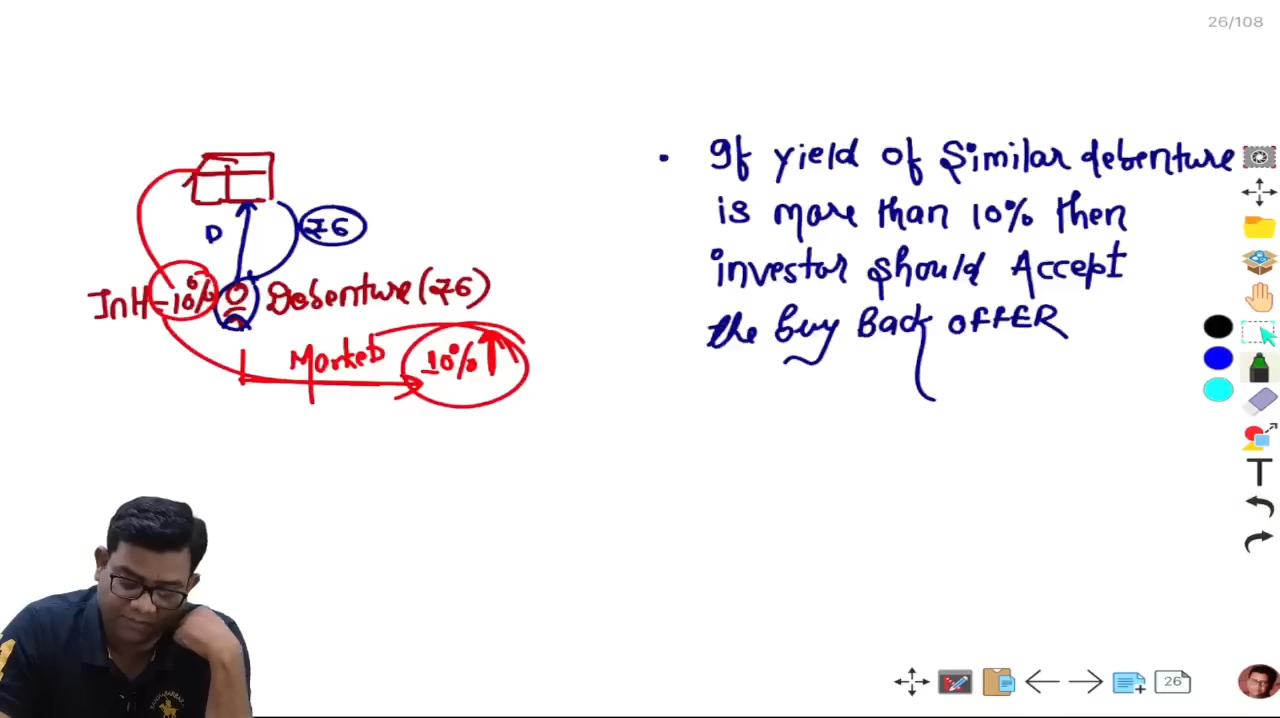 26/108
If yield of Similar debenture
is more than 10% then
investor should Accept
the buy Back OFFER
D
76
InH-10%
Debenture (76)
Market
10%
T
26